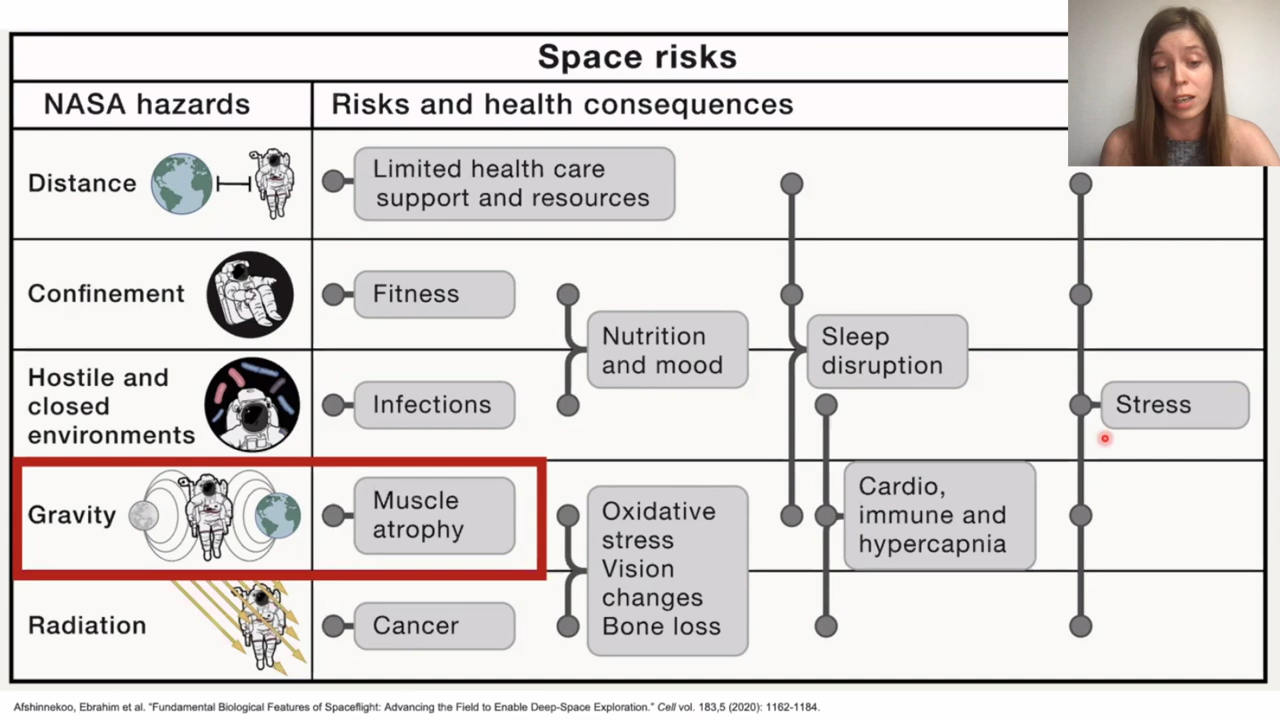 Space risks
NASA hazards
Risks and health consequences
Distance
Limited health care
support and resources
Confinement
Fitness
Nutrition
and mood
Sleep
disruption
Hostile and
closed
environments
Infections
Stress
Gravity
Muscle
atrophy
Oxidative
stress
Vision
changes
Bone loss
Cardio,
immune and
hypercapnia
Radiation
Cancer
Afshinnekoo, Ebrahim et al. “Fundamental Biological Features of Spaceflight: Advancing the Field to Enable Deep-Space Exploration.” Cell vol. 183,5 (2020): 1162-1184.